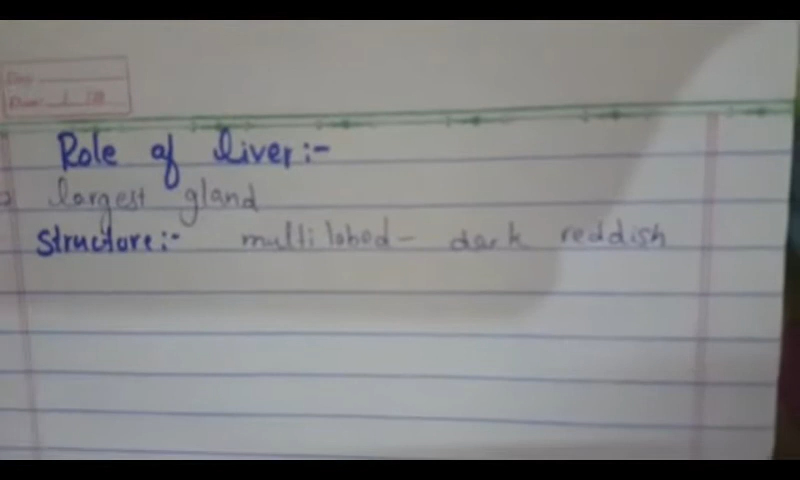 Role of liver:-
largest gland
Structure:- multi lobed - dark reddish